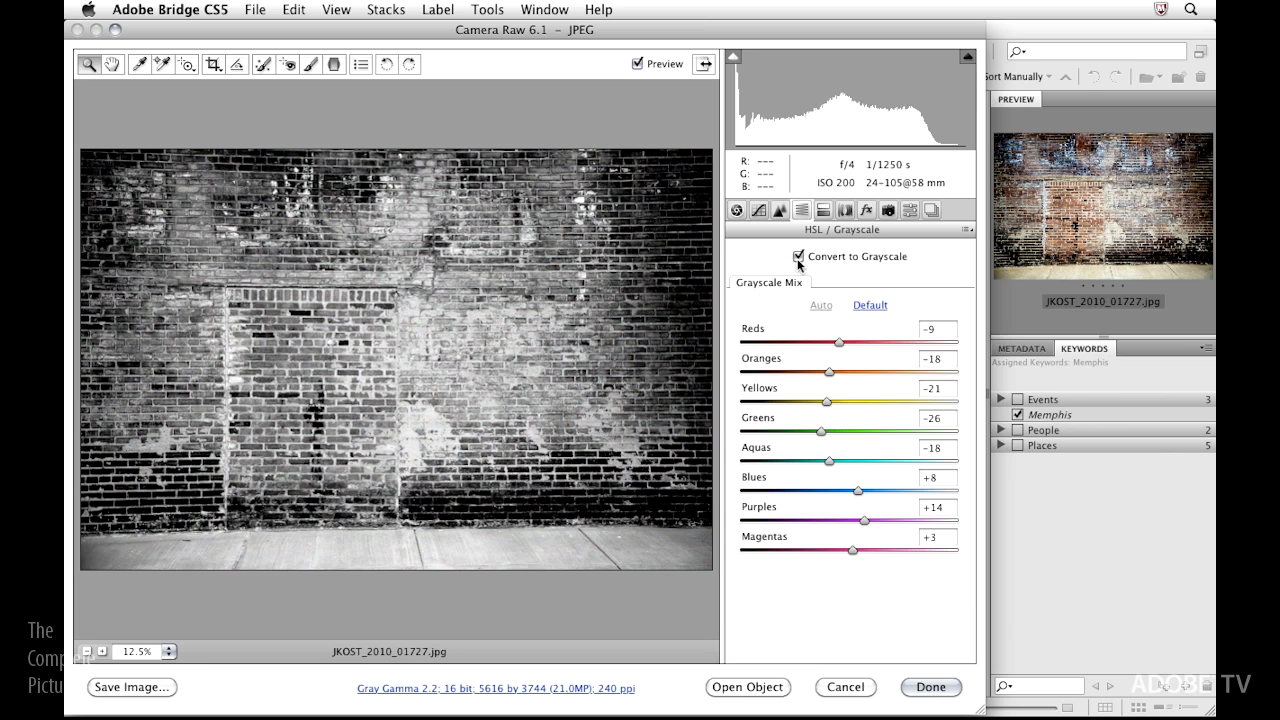 Adobe Bridge CS5 File Edit View Stacks Label Tools Window Help
Camera Raw 6.1 - JPEG
Preview
Sort Manually
PREVIEW
R: ---
G: ---
B: ---
f/4 1/1250 s
ISO 200 24-105@58 mm
HSL / Grayscale
Convert to Grayscale
Grayscale Mix
Auto Default
Reds -9
Oranges -18
Yellows -21
Greens -26
Aquas -18
Blues +8
Purples +14
Magentas +3
JKOST_2010_01727.jpg
METADATA KEYWORDS
Assigned Keywords: Memphis
Events 3
Memphis
People 2
Places 5
12.5% JKOST_2010_01727.jpg
Save Image... Gray Gamma 2.2; 16 bit; 5616 by 3744 (21.0MP); 240 ppi Open Object Cancel Done
The
Complete
Pictu
ADOBE TV